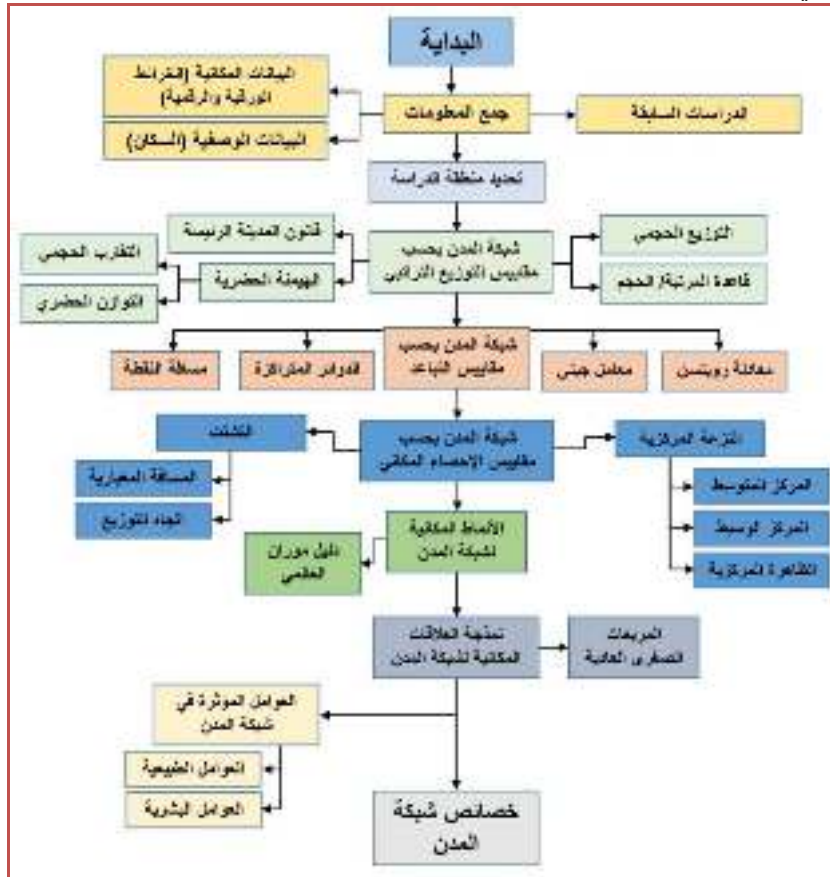 البداية
البيانات المكانية (الخرائط
الورقية والرقمية)
جمع المعلومات
الدراسات السابقة
البيانات الوصفية (السكان)
تحديد منطقة الدراسة
قانون المدينة الرئيسة
التوزيع الحجمي
شبكة المدن بحسب
مقاييس التوزيع التراتبي
التقارب الحجمي
الهيمنة الحضرية
قاعدة المرتبة/ الحجم
التوازن الحضري
شبكة المدن بحسب
مقاييس التباعد
معادلة روبنسن
معامل جيني
الدوائر المتراكزة
مسافة النقطة
شبكة المدن بحسب
مقاييس الإحصاء المكاني
النزعة المركزية
التشتت
المركز المتوسط
المركز الوسيط
الظاهرة المركزية
المسافة المعيارية
اتجاه التوزيع
الأنماط المكانية
لشبكة المدن
دليل موران
العالمي
نمذجة العلاقات
المكانية لشبكة المدن
المربعات
الصغرى العادية
العوامل المؤثرة في
شبكة المدن
العوامل الطبيعية
العوامل البشرية
خصائص شبكة
المدن